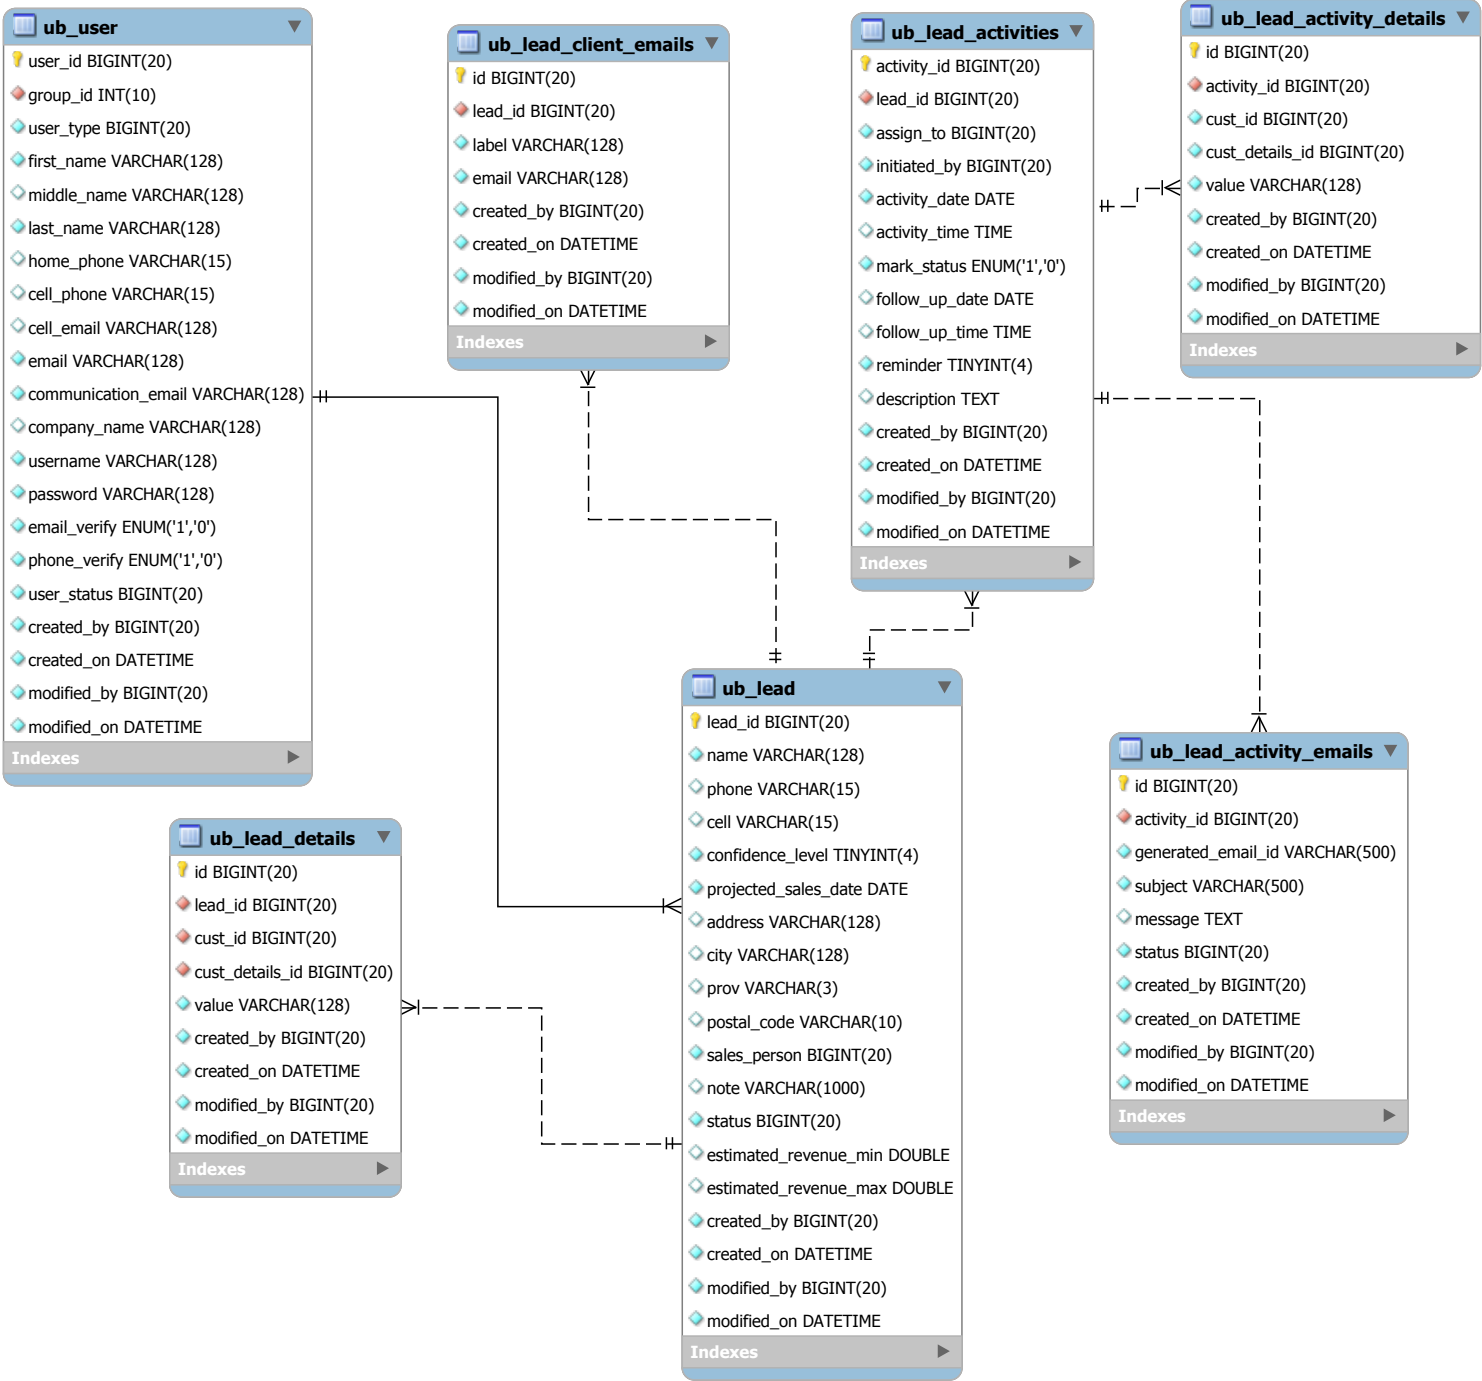 ub_user
user_id BIGINT(20)
group_id INT(10)
user_type BIGINT(20)
first_name VARCHAR(128)
middle_name VARCHAR(128)
last_name VARCHAR(128)
home_phone VARCHAR(15)
cell_phone VARCHAR(15)
cell_email VARCHAR(128)
email VARCHAR(128)
communication_email VARCHAR(128)
company_name VARCHAR(128)
username VARCHAR(128)
password VARCHAR(128)
email_verify ENUM('1','0')
phone_verify ENUM('1','0')
user_status BIGINT(20)
created_by BIGINT(20)
created_on DATETIME
modified_by BIGINT(20)
modified_on DATETIME
Indexes
ub_lead_client_emails
id BIGINT(20)
lead_id BIGINT(20)
label VARCHAR(128)
email VARCHAR(128)
created_by BIGINT(20)
created_on DATETIME
modified_by BIGINT(20)
modified_on DATETIME
Indexes
ub_lead_activities
activity_id BIGINT(20)
lead_id BIGINT(20)
assign_to BIGINT(20)
initiated_by BIGINT(20)
activity_date DATE
activity_time TIME
mark_status ENUM('1','0')
follow_up_date DATE
follow_up_time TIME
reminder TINYINT(4)
description TEXT
created_by BIGINT(20)
created_on DATETIME
modified_by BIGINT(20)
modified_on DATETIME
Indexes
ub_lead_activity_details
id BIGINT(20)
activity_id BIGINT(20)
cust_id BIGINT(20)
cust_details_id BIGINT(20)
value VARCHAR(128)
created_by BIGINT(20)
created_on DATETIME
modified_by BIGINT(20)
modified_on DATETIME
Indexes
ub_lead_details
id BIGINT(20)
lead_id BIGINT(20)
cust_id BIGINT(20)
cust_details_id BIGINT(20)
value VARCHAR(128)
created_by BIGINT(20)
created_on DATETIME
modified_by BIGINT(20)
modified_on DATETIME
Indexes
ub_lead
lead_id BIGINT(20)
name VARCHAR(128)
phone VARCHAR(15)
cell VARCHAR(15)
confidence_level TINYINT(4)
projected_sales_date DATE
address VARCHAR(128)
city VARCHAR(128)
prov VARCHAR(3)
postal_code VARCHAR(10)
sales_person BIGINT(20)
note VARCHAR(1000)
status BIGINT(20)
estimated_revenue_min DOUBLE
estimated_revenue_max DOUBLE
created_by BIGINT(20)
created_on DATETIME
modified_by BIGINT(20)
modified_on DATETIME
Indexes
ub_lead_activity_emails
id BIGINT(20)
activity_id BIGINT(20)
generated_email_id VARCHAR(500)
subject VARCHAR(500)
message TEXT
status BIGINT(20)
created_by BIGINT(20)
created_on DATETIME
modified_by BIGINT(20)
modified_on DATETIME
Indexes